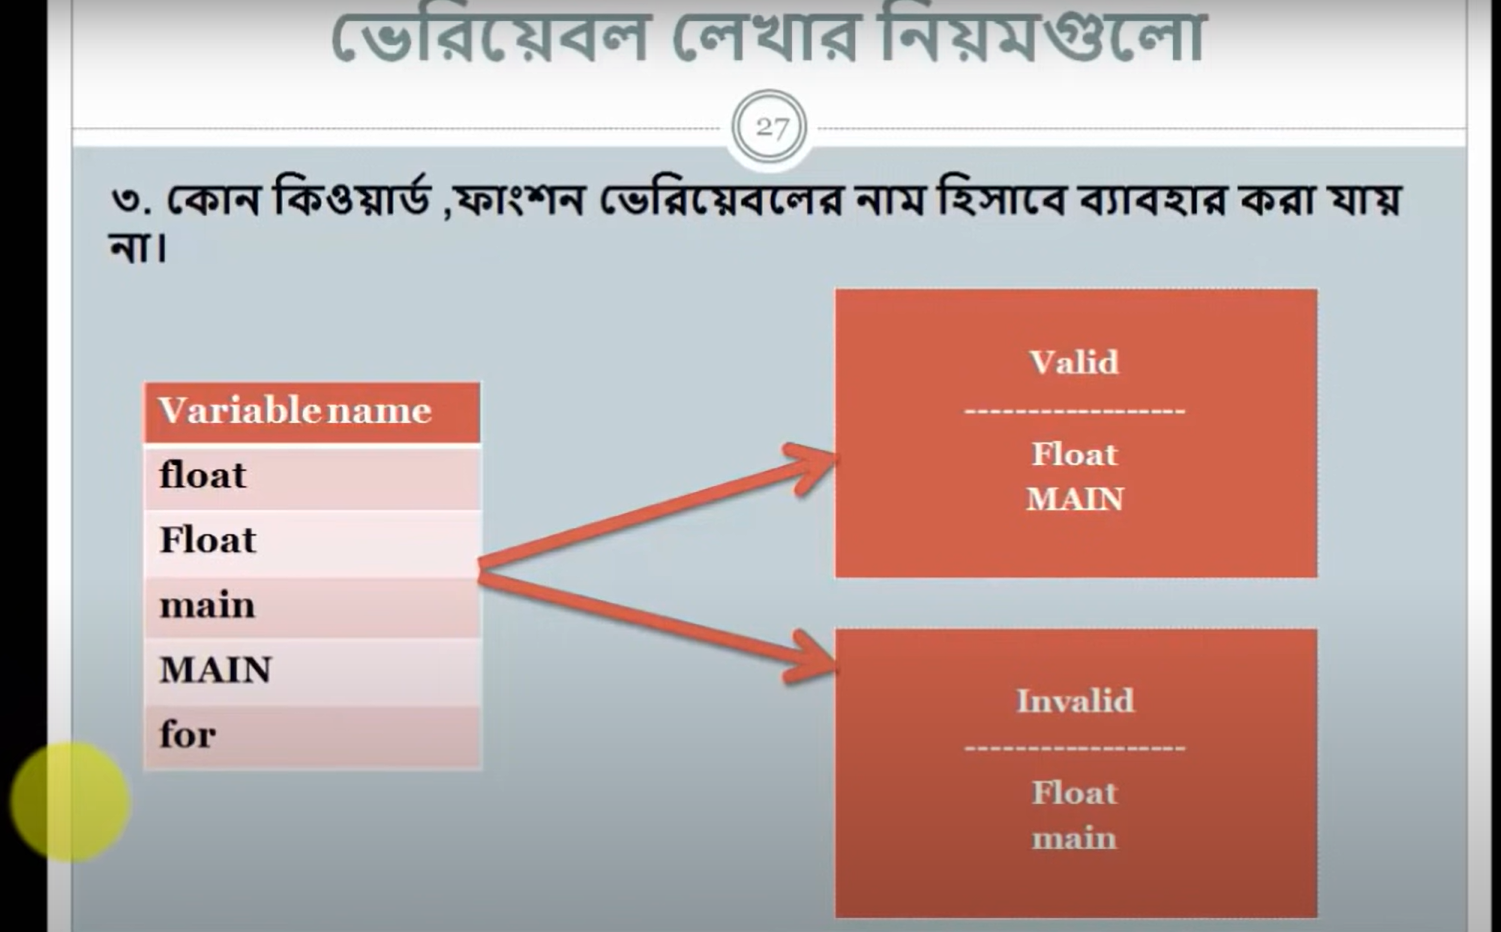 ভেরিয়েবল লেখার নিয়মগুলো
27
৩. কোন কিওয়ার্ড ,ফাংশন ভেরিয়েবলের নাম হিসাবে ব্যাবহার করা যায়
না।
Variable name
float
Float
main
MAIN
for
Valid
------------------
Float
MAIN
Invalid
------------------
Float
main